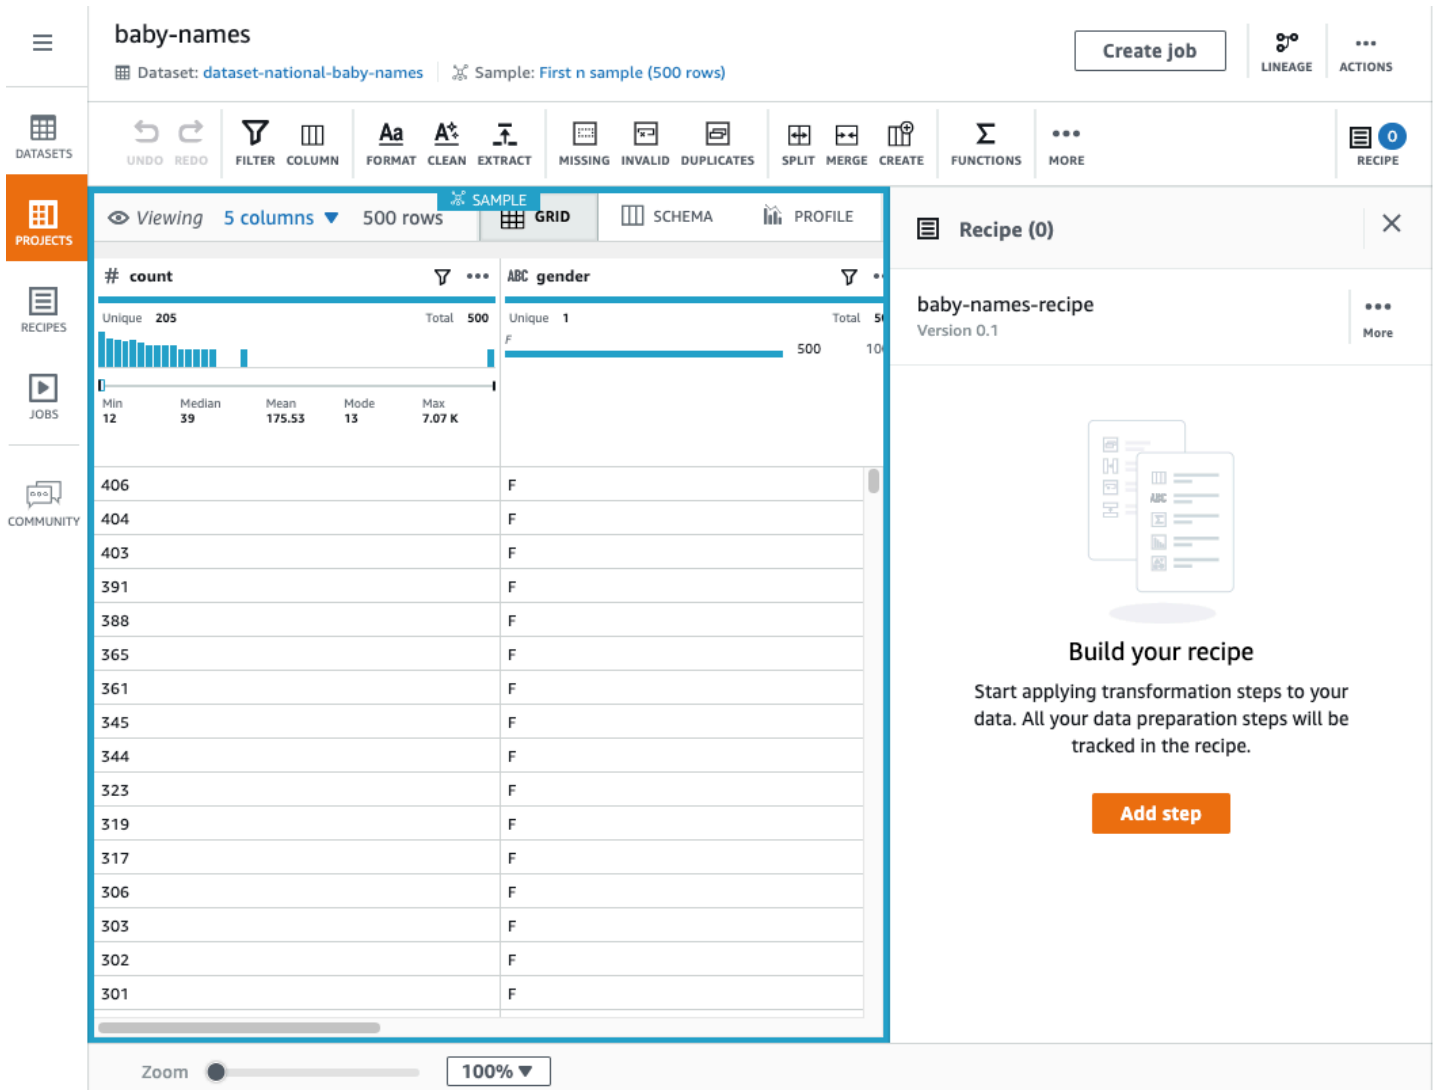 baby-names
Dataset: dataset-national-baby-names
Sample: First n sample (500 rows)
Create job
LINEAGE
ACTIONS
DATASETS
PROJECTS
RECIPES
JOBS
COMMUNITY
UNDO REDO FILTER COLUMN FORMAT CLEAN EXTRACT MISSING INVALID DUPLICATES SPLIT MERGE CREATE FUNCTIONS MORE
0
RECIPE
SAMPLE
Viewing 5 columns 500 rows
GRID
SCHEMA
PROFILE
# count
Unique 205 Total 500
Min Median Mean Mode Max
12 39 175.53 13 7.07 K
ABC gender
Unique 1 Total
F 500
406 F
404 F
403 F
391 F
388 F
365 F
361 F
345 F
344 F
323 F
319 F
317 F
306 F
303 F
302 F
301 F
Zoom 100%
Recipe (0)
baby-names-recipe
Version 0.1
More
ABC
Build your recipe
Start applying transformation steps to your
data. All your data preparation steps will be
tracked in the recipe.
Add step